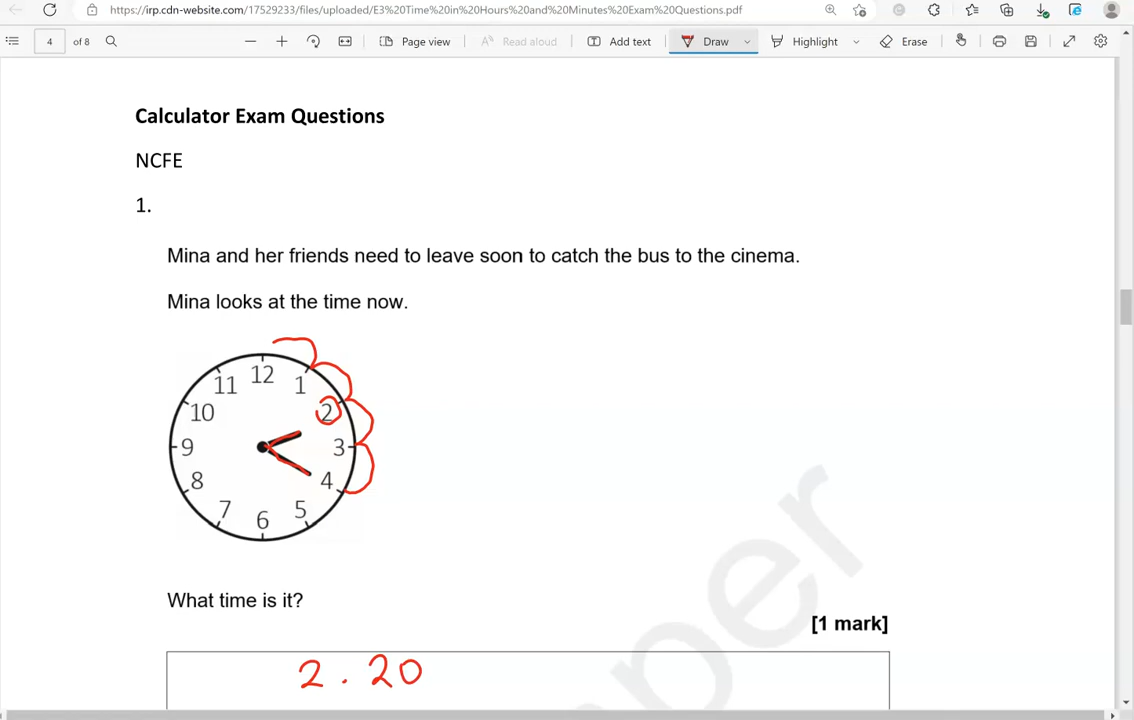 https://irp.cdn-website.com/17529233/files/uploaded/E3%20Time%20in%20Hours%20and%20Minutes%20Exam%20Questions.pdf
4 of 8 Page view Read aloud Add text Draw Highlight Erase
Calculator Exam Questions
NCFE
1.
Mina and her friends need to leave soon to catch the bus to the cinema.
Mina looks at the time now.
12
11 1
10 2
9 3
8 4
7 5
6
What time is it?
[1 mark]
2.20
per